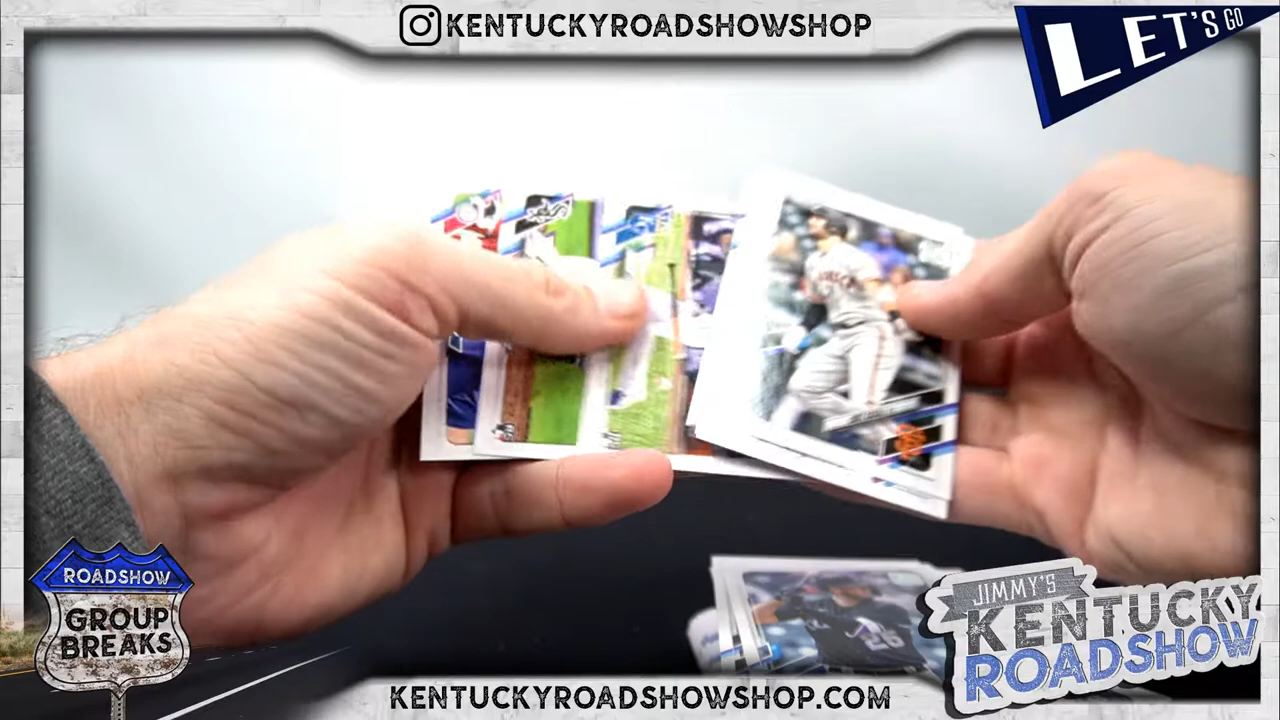 KENTUCKYROADSHOWSHOP
LET'S GO
ROADSHOW
GROUP
BREAKS
JIMMY'S
KENTUCKY
ROADSHOW
KENTUCKYROADSHOWSHOP.COM